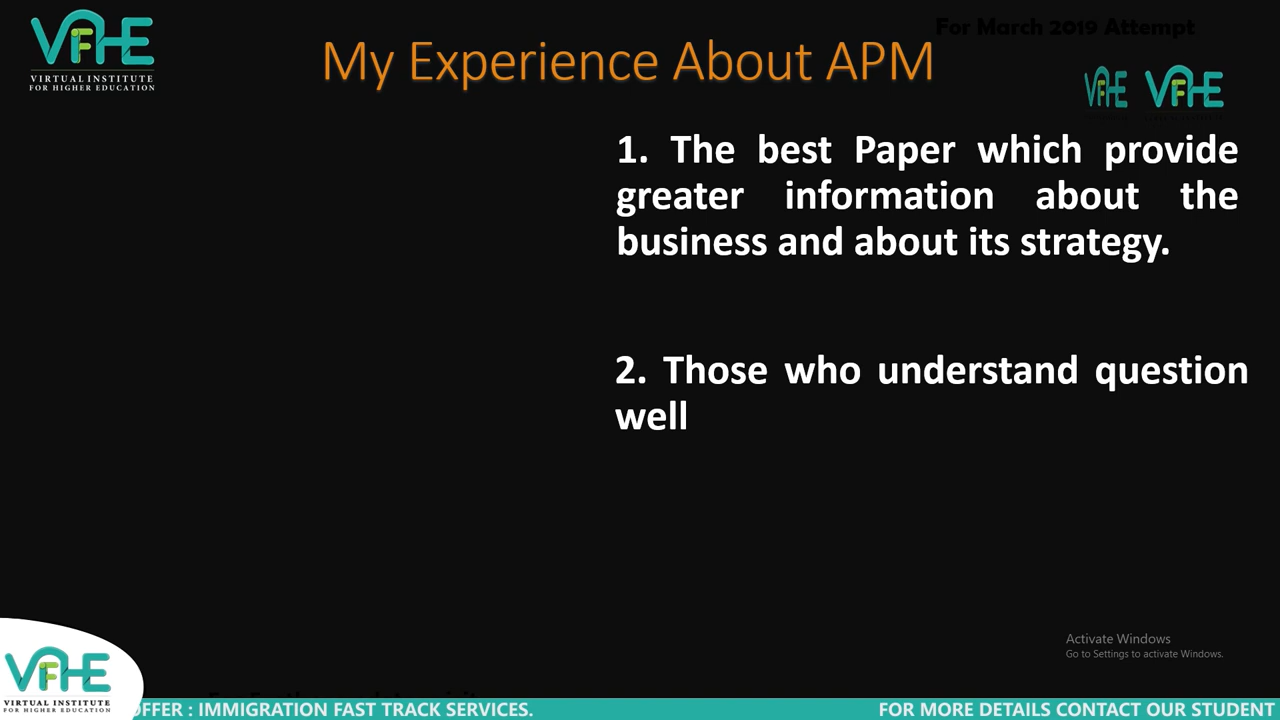 VIFHE
VIRTUAL INSTITUTE
FOR HIGHER EDUCATION
For March 2019 Attempt
My Experience About APM
VIFHE VIFHE
1. The best Paper which provide
greater information about the
business and about its strategy.
2. Those who understand question
well
Activate Windows
Go to Settings to activate Windows.
VIFHE
VIRTUAL INSTITUTE
FOR HIGHER EDUCATION
OFFER : IMMIGRATION FAST TRACK SERVICES.
FOR MORE DETAILS CONTACT OUR STUDENT